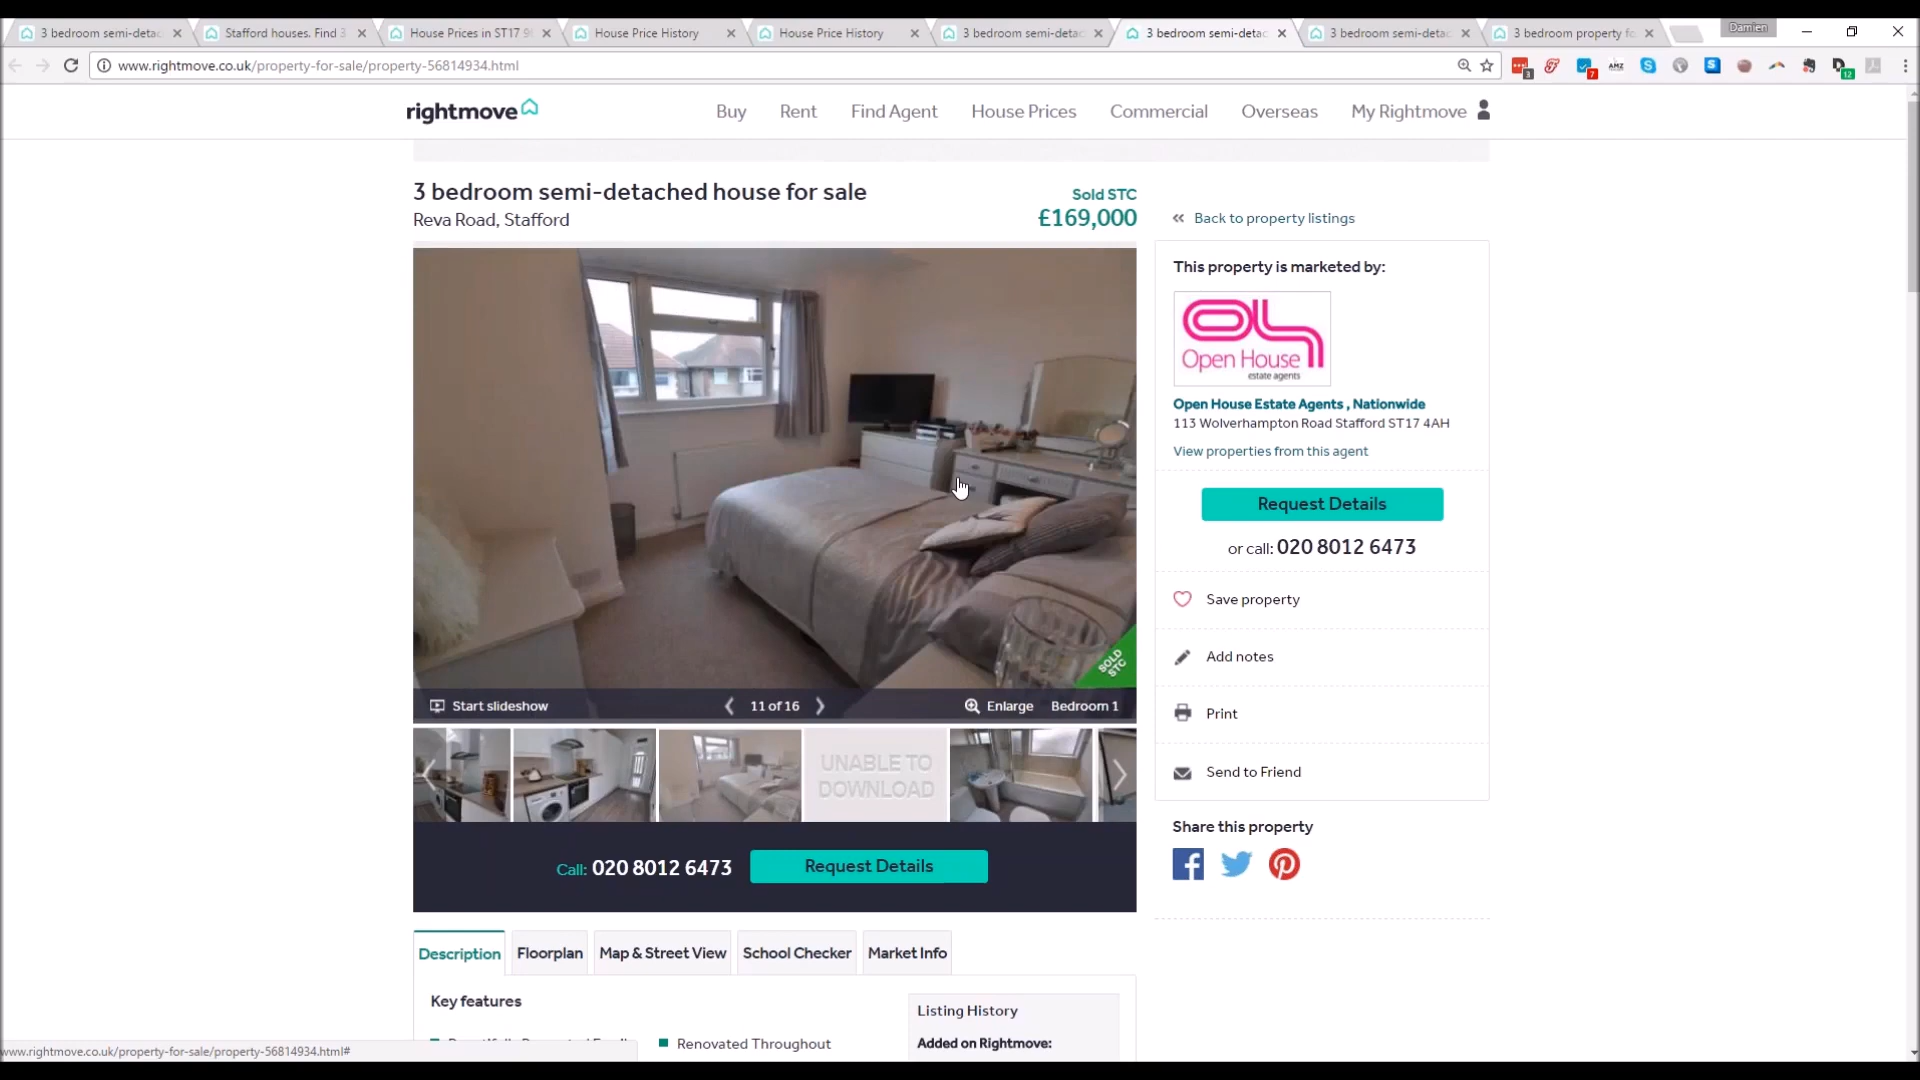 3 bedroom semi-deta
Stafford houses. Find 3
House Prices in ST17 9
House Price History
House Price History
3 bedroom semi-detac
3 bedroom semi-detac
3 bedroom semi-detac
3 bedroom property fo
Damien
www.rightmove.co.uk/property-for-sale/property-56814934.html
3
7
AMZ
12
rightmove
Buy
Rent
Find Agent
House Prices
Commercial
Overseas
My Rightmove
3 bedroom semi-detached house for sale
Reva Road, Stafford
Sold STC
£169,000
Back to property listings
This property is marketed by:
Open House
estate agents
Open House Estate Agents , Nationwide
113 Wolverhampton Road Stafford ST17 4AH
View properties from this agent
Request Details
or call: 020 8012 6473
Save property
Add notes
Print
Send to Friend
Share this property
SOLD
STC
Start slideshow
11 of 16
Enlarge
Bedroom 1
UNABLE TO
DOWNLOAD
Call: 020 8012 6473
Request Details
Description
Floorplan
Map & Street View
School Checker
Market Info
Key features
Renovated Throughout
Listing History
Added on Rightmove:
www.rightmove.co.uk/property-for-sale/property-56814934.html#